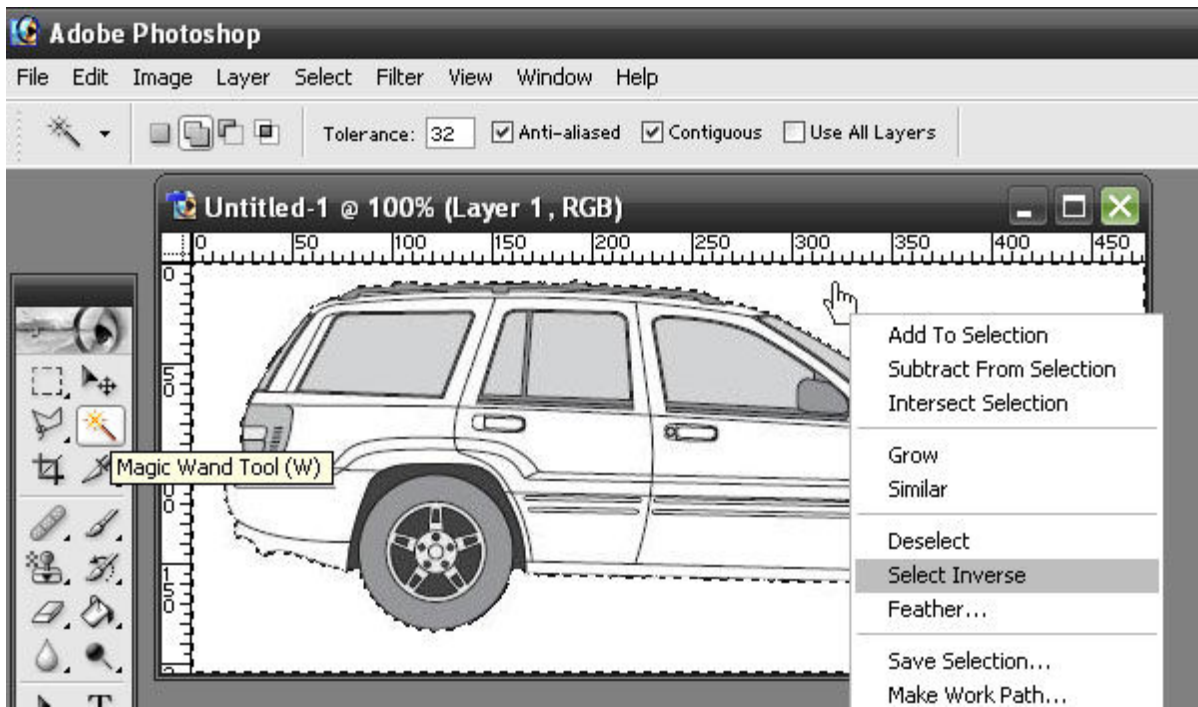 Adobe Photoshop
File Edit Image Layer Select Filter View Window Help
Tolerance: 32 Anti-aliased Contiguous Use All Layers
Untitled-1 @ 100% (Layer 1, RGB)
0 50 100 150 200 250 300 350 400 450
0
50
Magic Wand Tool (W)
150
Add To Selection
Subtract From Selection
Intersect Selection
Grow
Similar
Deselect
Select Inverse
Feather...
Save Selection...
Make Work Path...
T